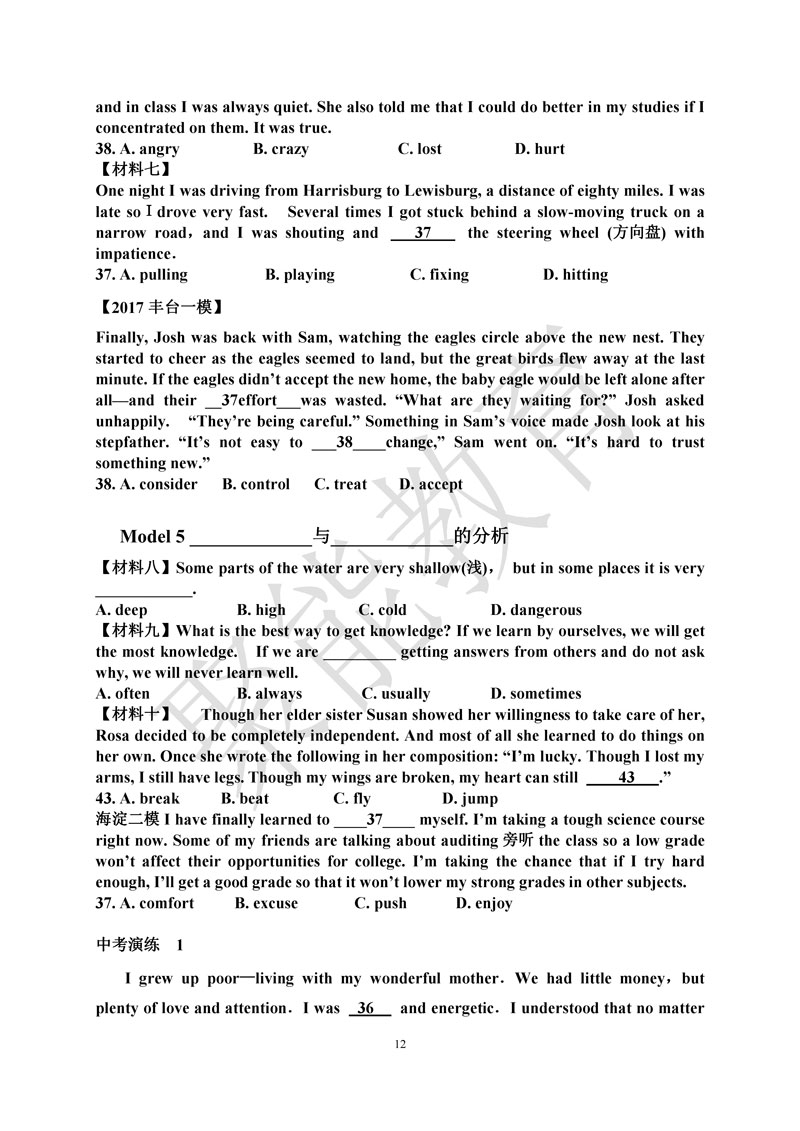 and in class I was always quiet. She also told me that I could do better in my studies if I
concentrated on them. It was true.
38. A. angry B. crazy C. lost D. hurt
【材料七】
One night I was driving from Harrisburg to Lewisburg, a distance of eighty miles. I was
late so I drove very fast. Several times I got stuck behind a slow-moving truck on a
narrow road，and I was shouting and ___37___ the steering wheel (方向盘) with
impatience．
37. A. pulling B. playing C. fixing D. hitting
【2017 丰台一模】
Finally, Josh was back with Sam, watching the eagles circle above the new nest. They
started to cheer as the eagles seemed to land, but the great birds flew away at the last
minute. If the eagles didn’t accept the new home, the baby eagle would be left alone after
all—and their __37effort___was wasted. “What are they waiting for?” Josh asked
unhappily. “They’re being careful.” Something in Sam’s voice made Josh look at his
stepfather. “It’s not easy to ___38____change,” Sam went on. “It’s hard to trust
something new.”
38. A. consider B. control C. treat D. accept
Model 5 _____________与_____________的分析
【材料八】Some parts of the water are very shallow(浅)， but in some places it is very
____________.
A. deep B. high C. cold D. dangerous
【材料九】What is the best way to get knowledge? If we learn by ourselves, we will get
the most knowledge. If we are _________ getting answers from others and do not ask
why, we will never learn well.
A. often B. always C. usually D. sometimes
【材料十】 Though her elder sister Susan showed her willingness to take care of her,
Rosa decided to be completely independent. And most of all she learned to do things on
her own. Once she wrote the following in her composition: “I’m lucky. Though I lost my
arms, I still have legs. Though my wings are broken, my heart can still ____43___.”
43. A. break B. beat C. fly D. jump
海淀二模 I have finally learned to ____37____ myself. I’m taking a tough science course
right now. Some of my friends are talking about auditing 旁听 the class so a low grade
won’t affect their opportunities for college. I’m taking the chance that if I try hard
enough, I’ll get a good grade so that it won’t lower my strong grades in other subjects.
37. A. comfort B. excuse C. push D. enjoy
中考演练 1
I grew up poor—living with my wonderful mother．We had little money，but
plenty of love and attention．I was _36__ and energetic．I understood that no matter
12
聚能教育